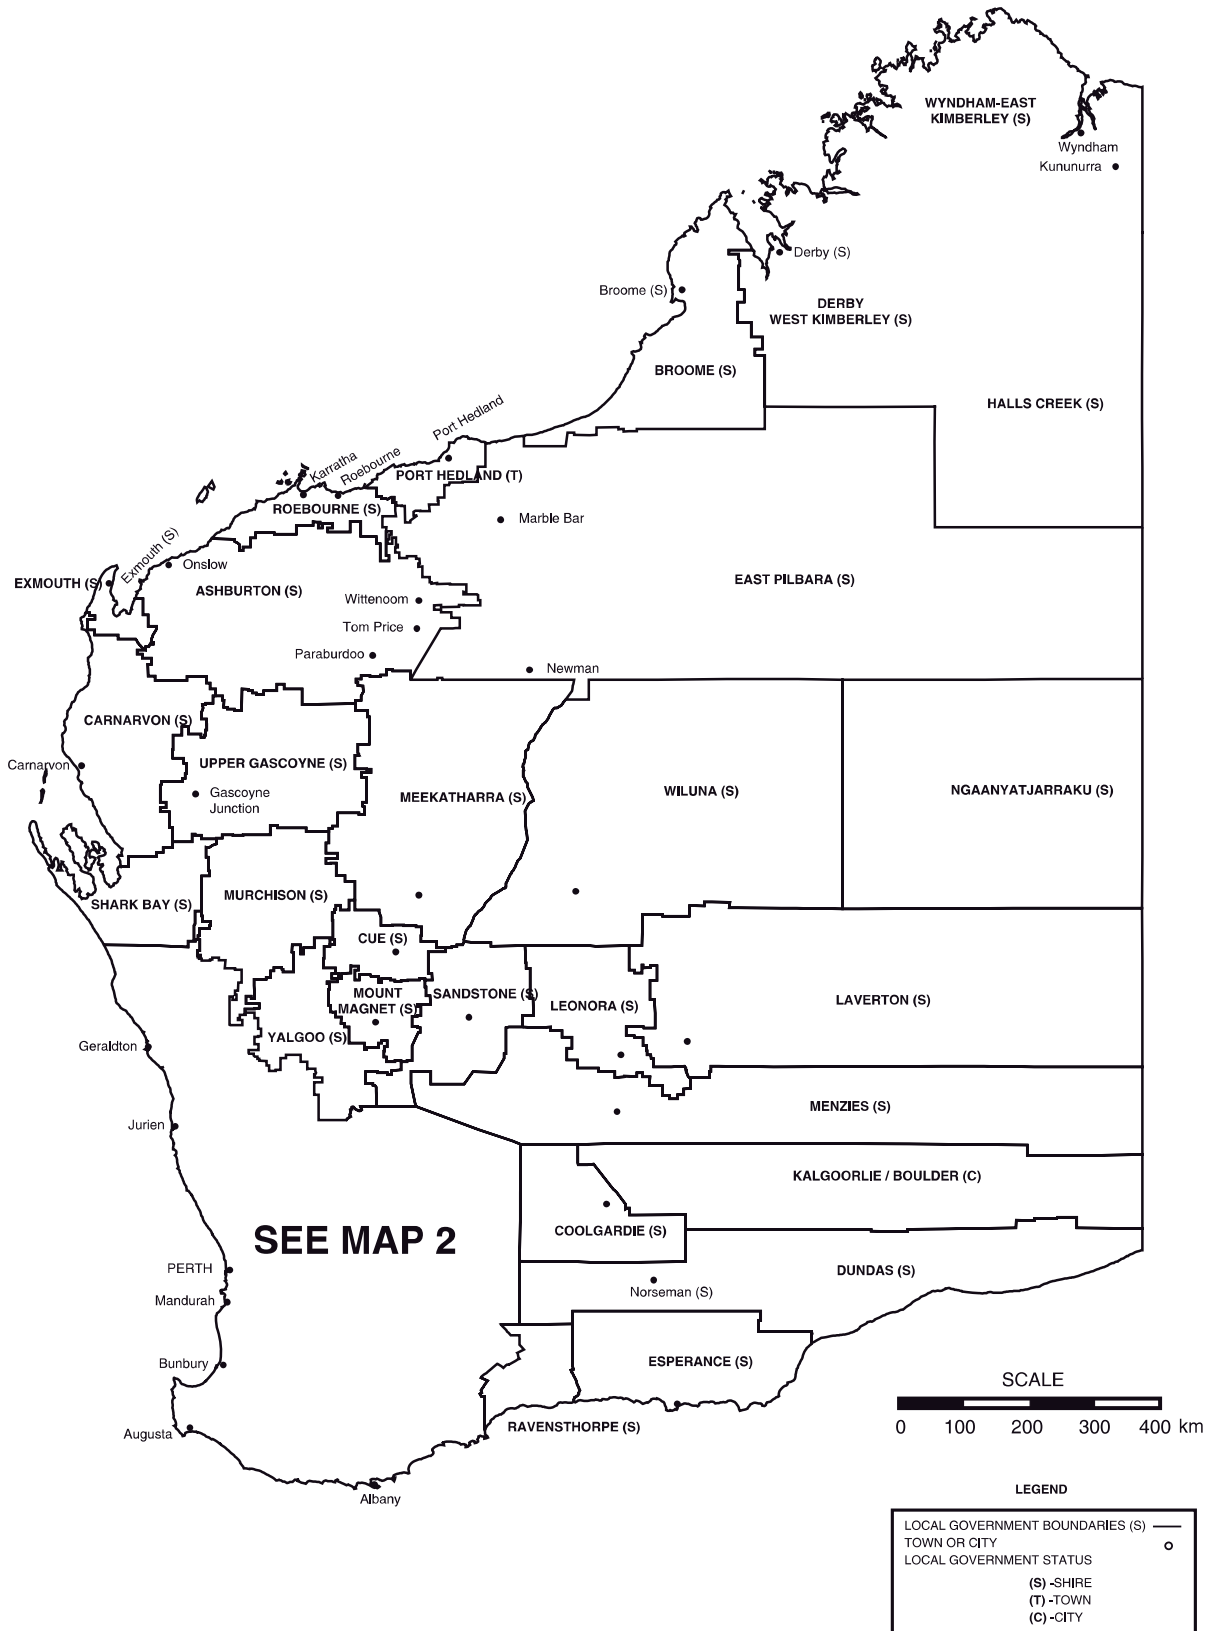 WYNDHAM-EAST
KIMBERLEY (S)
Wyndham
Kununurra
Derby (S)
Broome (S)
DERBY
WEST KIMBERLEY (S)
BROOME (S)
HALLS CREEK (S)
Port Hedland
Karratha
Roebourne
PORT HEDLAND (T)
ROEBOURNE (S)
Marble Bar
Exmouth (S)
Onslow
EXMOUTH (S)
ASHBURTON (S)
EAST PILBARA (S)
Wittenoom
Tom Price
Paraburdoo
Newman
CARNARVON (S)
Carnarvon
UPPER GASCOYNE (S)
Gascoyne
Junction
MEEKATHARRA (S)
WILUNA (S)
NGAANYATJARRAKU (S)
SHARK BAY (S)
MURCHISON (S)
CUE (S)
MOUNT
MAGNET (S)
SANDSTONE (S)
LEONORA (S)
LAVERTON (S)
YALGOO (S)
Geraldton
MENZIES (S)
Jurien
KALGOORLIE / BOULDER (C)
SEE MAP 2
COOLGARDIE (S)
PERTH
DUNDAS (S)
Norseman (S)
Mandurah
Bunbury
ESPERANCE (S)
Augusta
RAVENSTHORPE (S)
Albany
SCALE
0 100 200 300 400 km
LEGEND
LOCAL GOVERNMENT BOUNDARIES (S)
TOWN OR CITY
LOCAL GOVERNMENT STATUS
(S) -SHIRE
(T) -TOWN
(C) -CITY